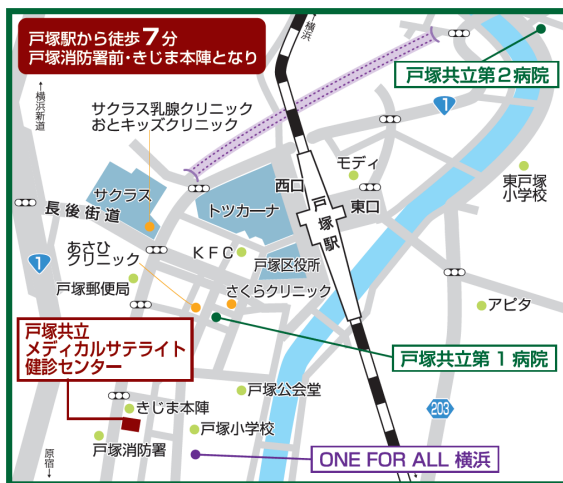 戸塚駅から徒歩7分
戸塚消防署前・きじま本陣となり
横浜
戸塚共立第2病院
横浜新道
サクラス乳腺クリニック
おとキッズクリニック
1
モディ
東戸塚
小学校
サクラス
西口
トツカーナ
東口
戸塚駅
長後街道
1
あさひ
クリニック
KFC
戸塚区役所
戸塚郵便局
さくらクリニック
アピタ
戸塚共立
メディカルサテライト
健診センター
戸塚共立第1病院
戸塚公会堂
きじま本陣
203
戸塚小学校
戸塚消防署
ONE FOR ALL 横浜
原宿